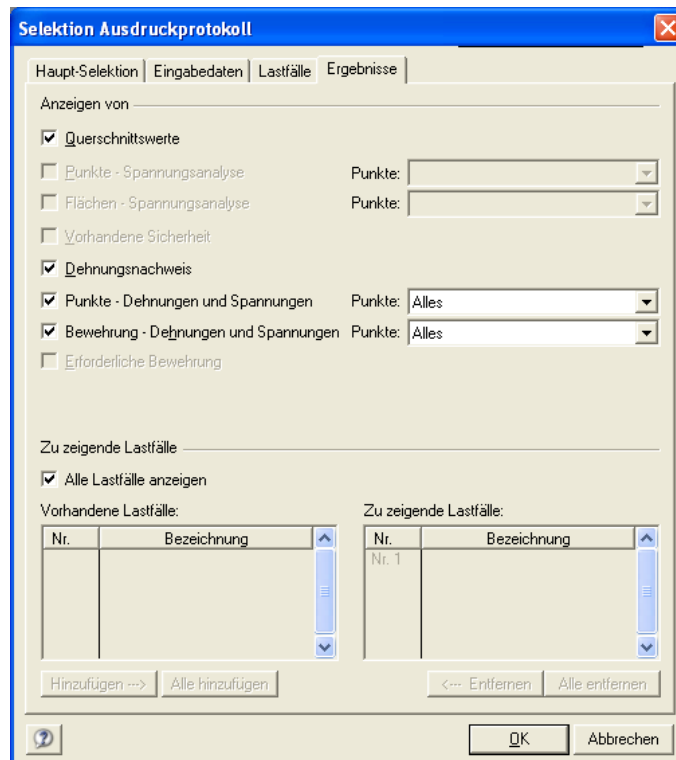 Selektion Ausdruckprotokoll
Haupt-Selektion Eingabedaten Lastfälle Ergebnisse
Anzeigen von
Querschnittswerte
Punkte - Spannungsanalyse Punkte:
Flächen - Spannungsanalyse Punkte:
Vorhandene Sicherheit
Dehnungsnachweis
Punkte - Dehnungen und Spannungen Punkte: Alles
Bewehrung - Dehnungen und Spannungen Punkte: Alles
Erforderliche Bewehrung
Zu zeigende Lastfälle
Alle Lastfälle anzeigen
Vorhandene Lastfälle: Zu zeigende Lastfälle:
Nr. Bezeichnung Nr. Bezeichnung
Nr. 1
Hinzufügen ---> Alle hinzufügen <--- Entfernen Alle entfernen
? OK Abbrechen